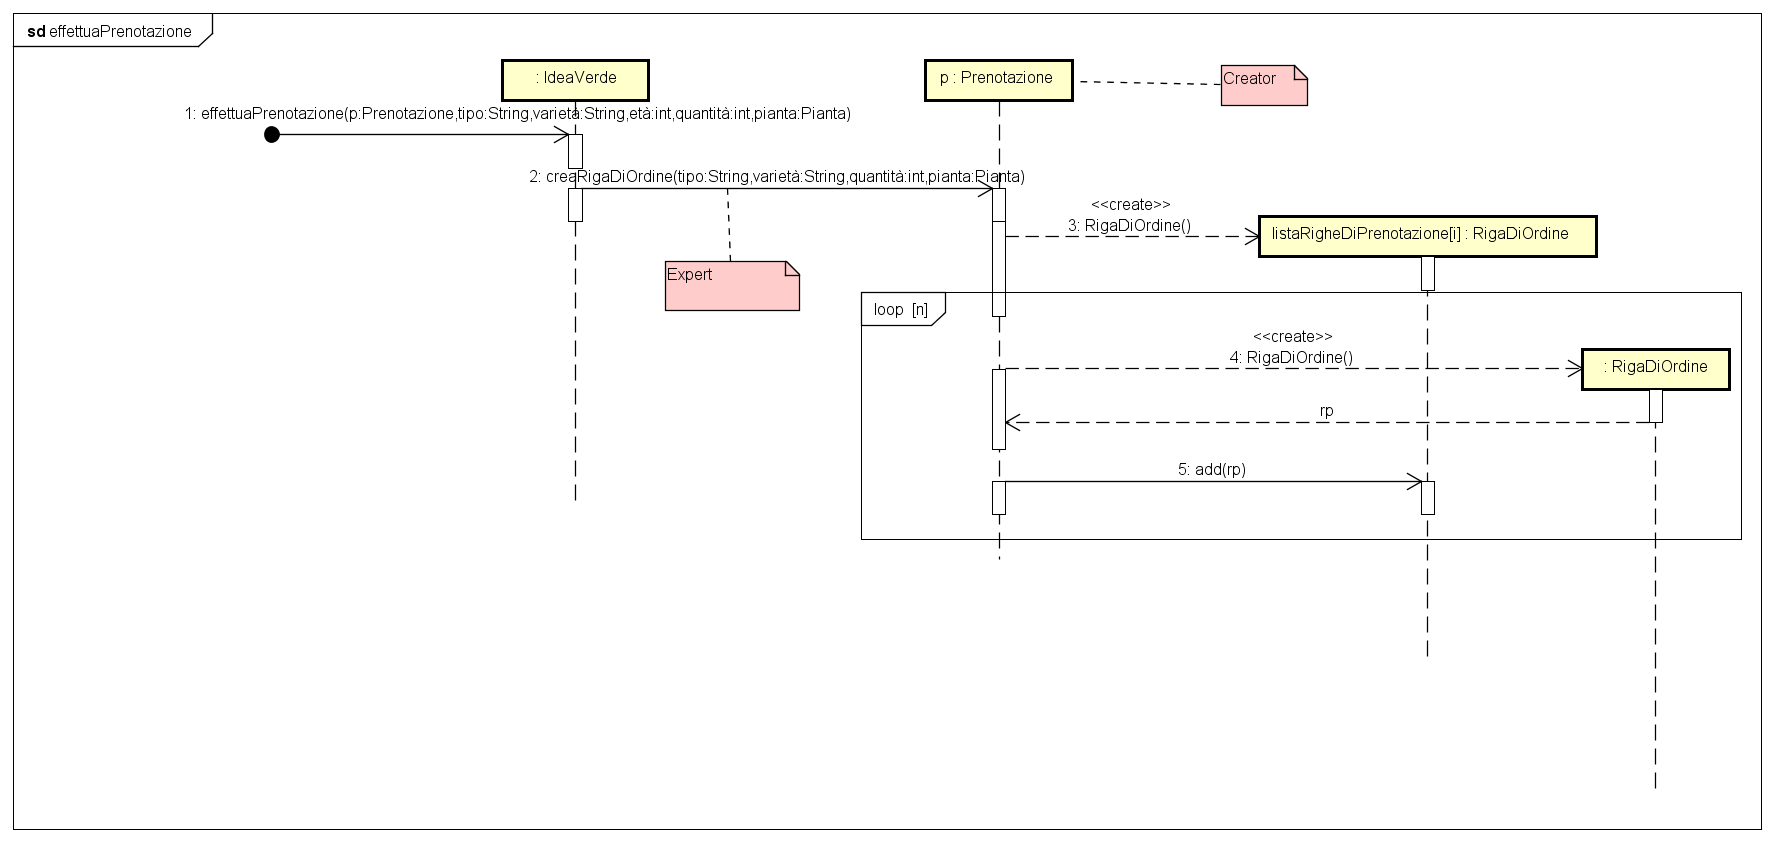 sd effettuaPrenotazione
: IdeaVerde
p : Prenotazione
Creator
1: effettuaPrenotazione(p:Prenotazione,tipo:String,varietà:String,età:int,quantità:int,pianta:Pianta)
2: creaRigaDiOrdine(tipo:String,varietà:String,quantità:int,pianta:Pianta)
<<create>>
3: RigaDiOrdine()
listaRigheDiPrenotazione[i] : RigaDiOrdine
Expert
loop [n]
<<create>>
4: RigaDiOrdine()
: RigaDiOrdine
rp
5: add(rp)